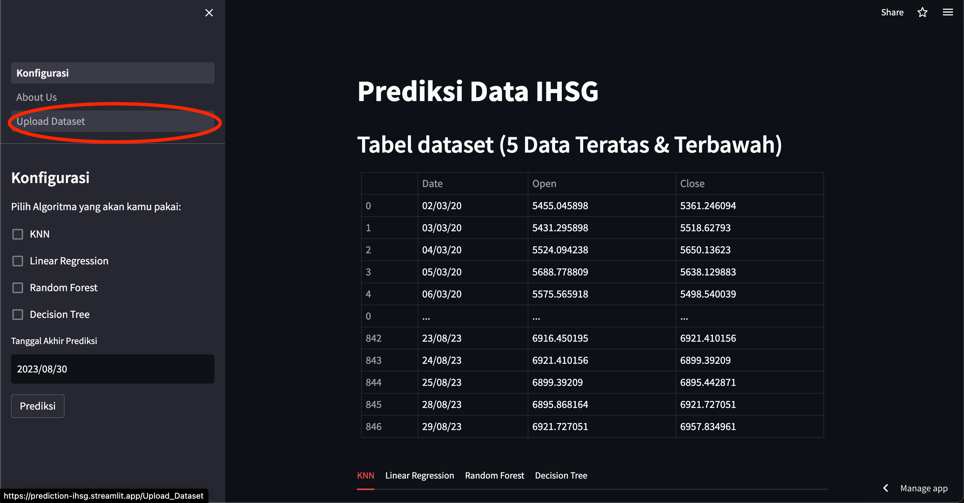 Share
Konfigurasi
About Us
Upload Dataset
Konfigurasi
Pilih Algoritma yang akan kamu pakai:
KNN
Linear Regression
Random Forest
Decision Tree
Tanggal Akhir Prediksi
2023/08/30
Prediksi
https://prediction-ihsg.streamlit.app/Upload_Dataset
Prediksi Data IHSG
Tabel dataset (5 Data Teratas & Terbawah)
Date Open Close
0 02/03/20 5455.045898 5361.246094
1 03/03/20 5431.295898 5518.62793
2 04/03/20 5524.094238 5650.13623
3 05/03/20 5688.778809 5638.129883
4 06/03/20 5575.565918 5498.540039
0 ... ... ...
842 23/08/23 6916.450195 6921.410156
843 24/08/23 6921.410156 6899.39209
844 25/08/23 6899.39209 6895.442871
845 28/08/23 6895.868164 6921.727051
846 29/08/23 6921.727051 6957.834961
KNN Linear Regression Random Forest Decision Tree
Manage app